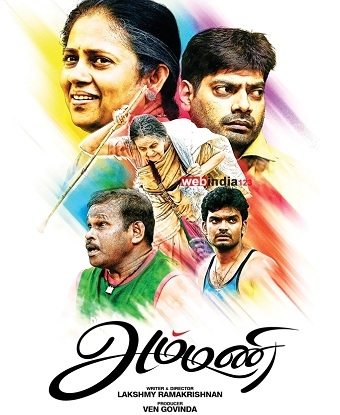 webindia123
அம்மணி
WRITER & DIRECTOR
LAKSHMY RAMAKRISHNAN
PRODUCER
VEN GOVINDA